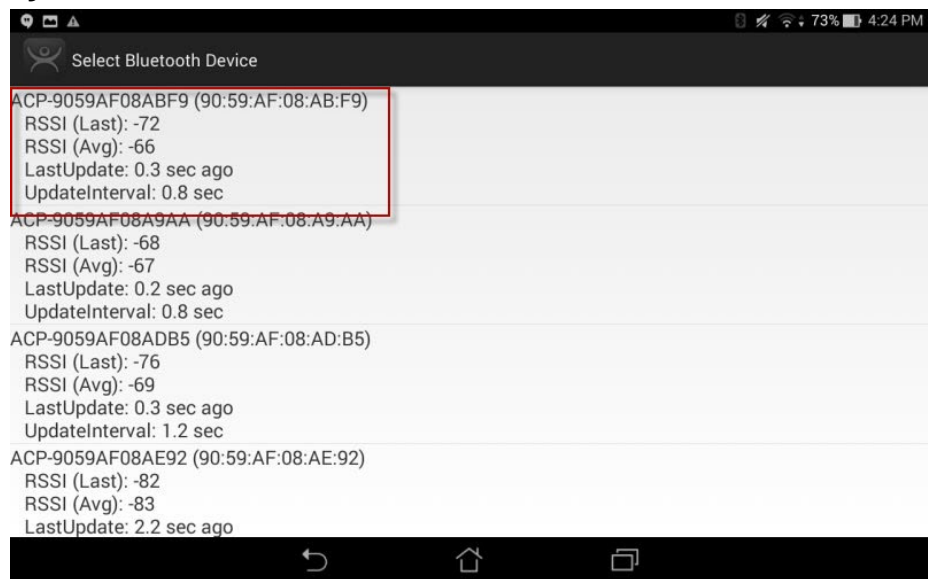 73% 4:24 PM
Select Bluetooth Device
ACP-9059AF08ABF9 (90:59:AF:08:AB:F9)
RSSI (Last): -72
RSSI (Avg): -66
LastUpdate: 0.3 sec ago
UpdateInterval: 0.8 sec
ACP-9059AF08A9AA (90:59:AF:08:A9:AA)
RSSI (Last): -68
RSSI (Avg): -67
LastUpdate: 0.2 sec ago
UpdateInterval: 0.8 sec
ACP-9059AF08ADB5 (90:59:AF:08:AD:B5)
RSSI (Last): -76
RSSI (Avg): -69
LastUpdate: 0.3 sec ago
UpdateInterval: 1.2 sec
ACP-9059AF08AE92 (90:59:AF:08:AE:92)
RSSI (Last): -82
RSSI (Avg): -83
LastUpdate: 2.2 sec ago